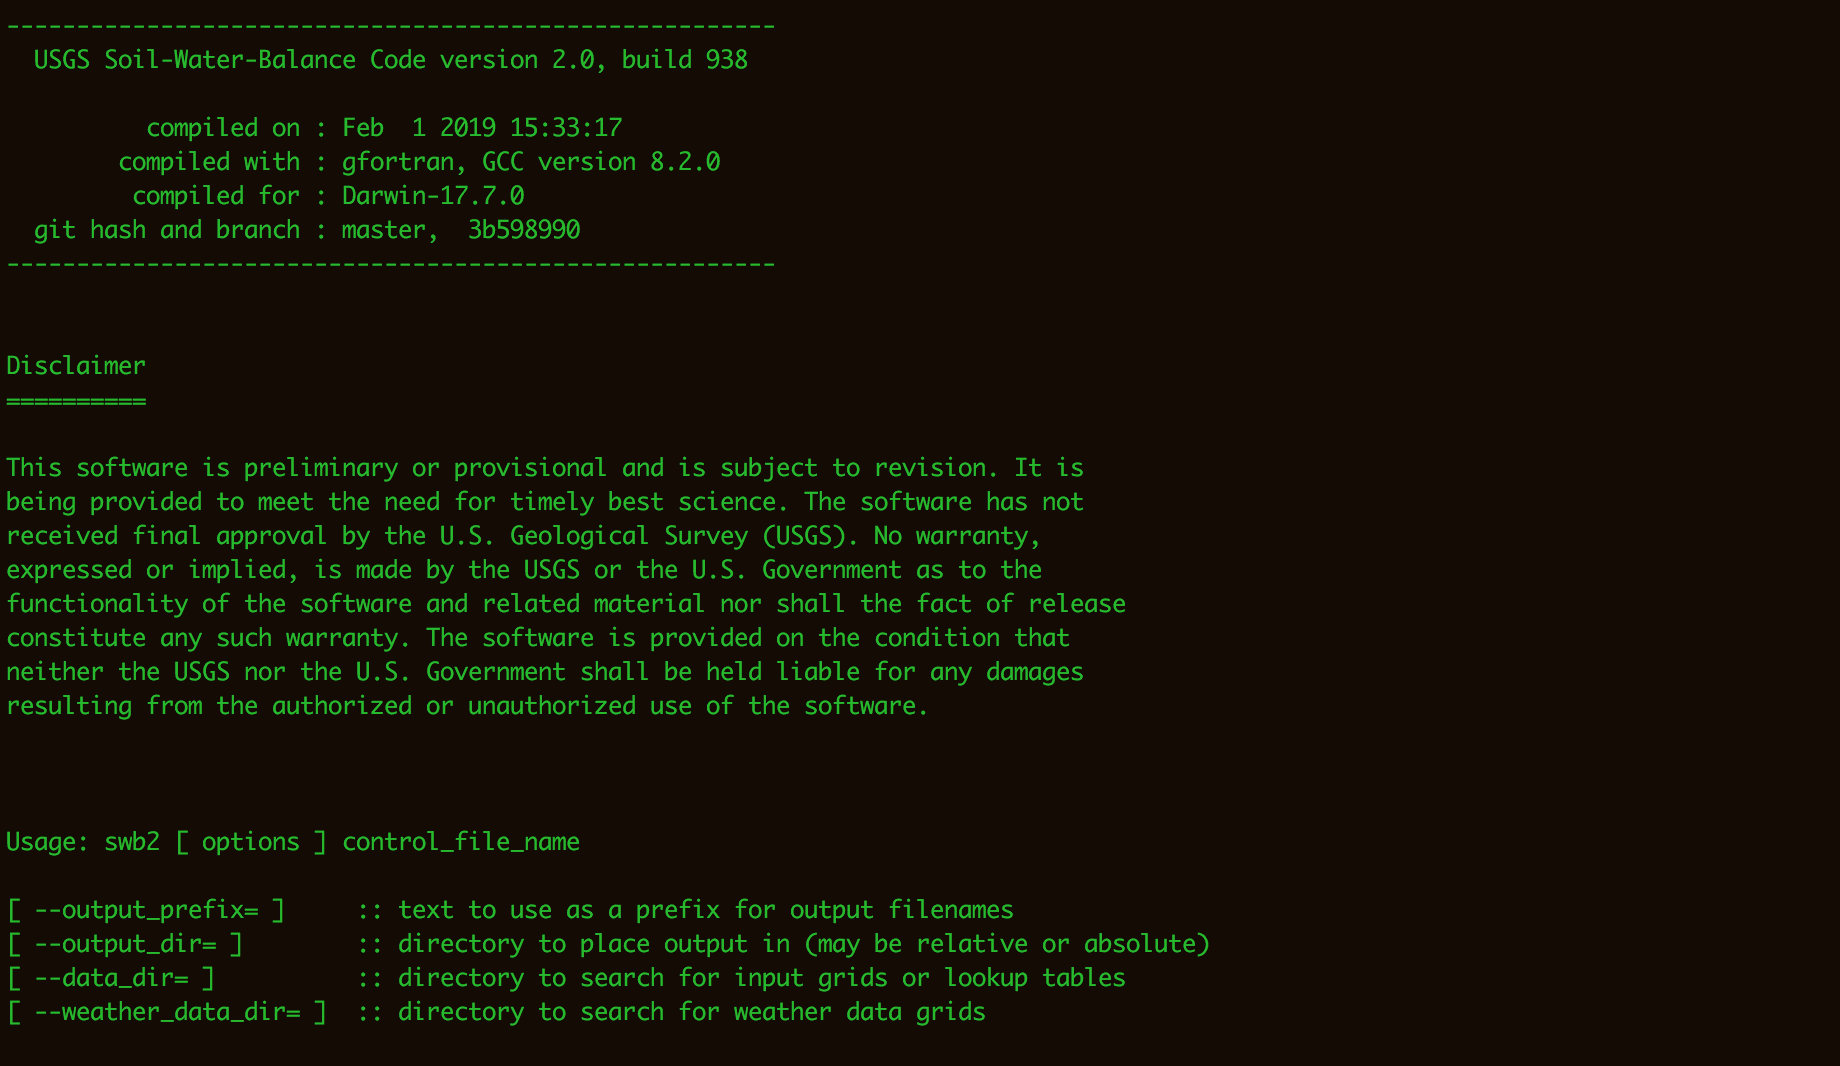 -------------------------------------------------------
  USGS Soil-Water-Balance Code version 2.0, build 938

          compiled on : Feb  1 2019 15:33:17
        compiled with : gfortran, GCC version 8.2.0
         compiled for : Darwin-17.7.0
  git hash and branch : master,  3b598990
-------------------------------------------------------

Disclaimer
==========

This software is preliminary or provisional and is subject to revision. It is
being provided to meet the need for timely best science. The software has not
received final approval by the U.S. Geological Survey (USGS). No warranty,
expressed or implied, is made by the USGS or the U.S. Government as to the
functionality of the software and related material nor shall the fact of release
constitute any such warranty. The software is provided on the condition that
neither the USGS nor the U.S. Government shall be held liable for any damages
resulting from the authorized or unauthorized use of the software.

Usage: swb2 [ options ] control_file_name

[ --output_prefix= ]     :: text to use as a prefix for output filenames
[ --output_dir= ]        :: directory to place output in (may be relative or absolute)
[ --data_dir= ]          :: directory to search for input grids or lookup tables
[ --weather_data_dir= ]  :: directory to search for weather data grids